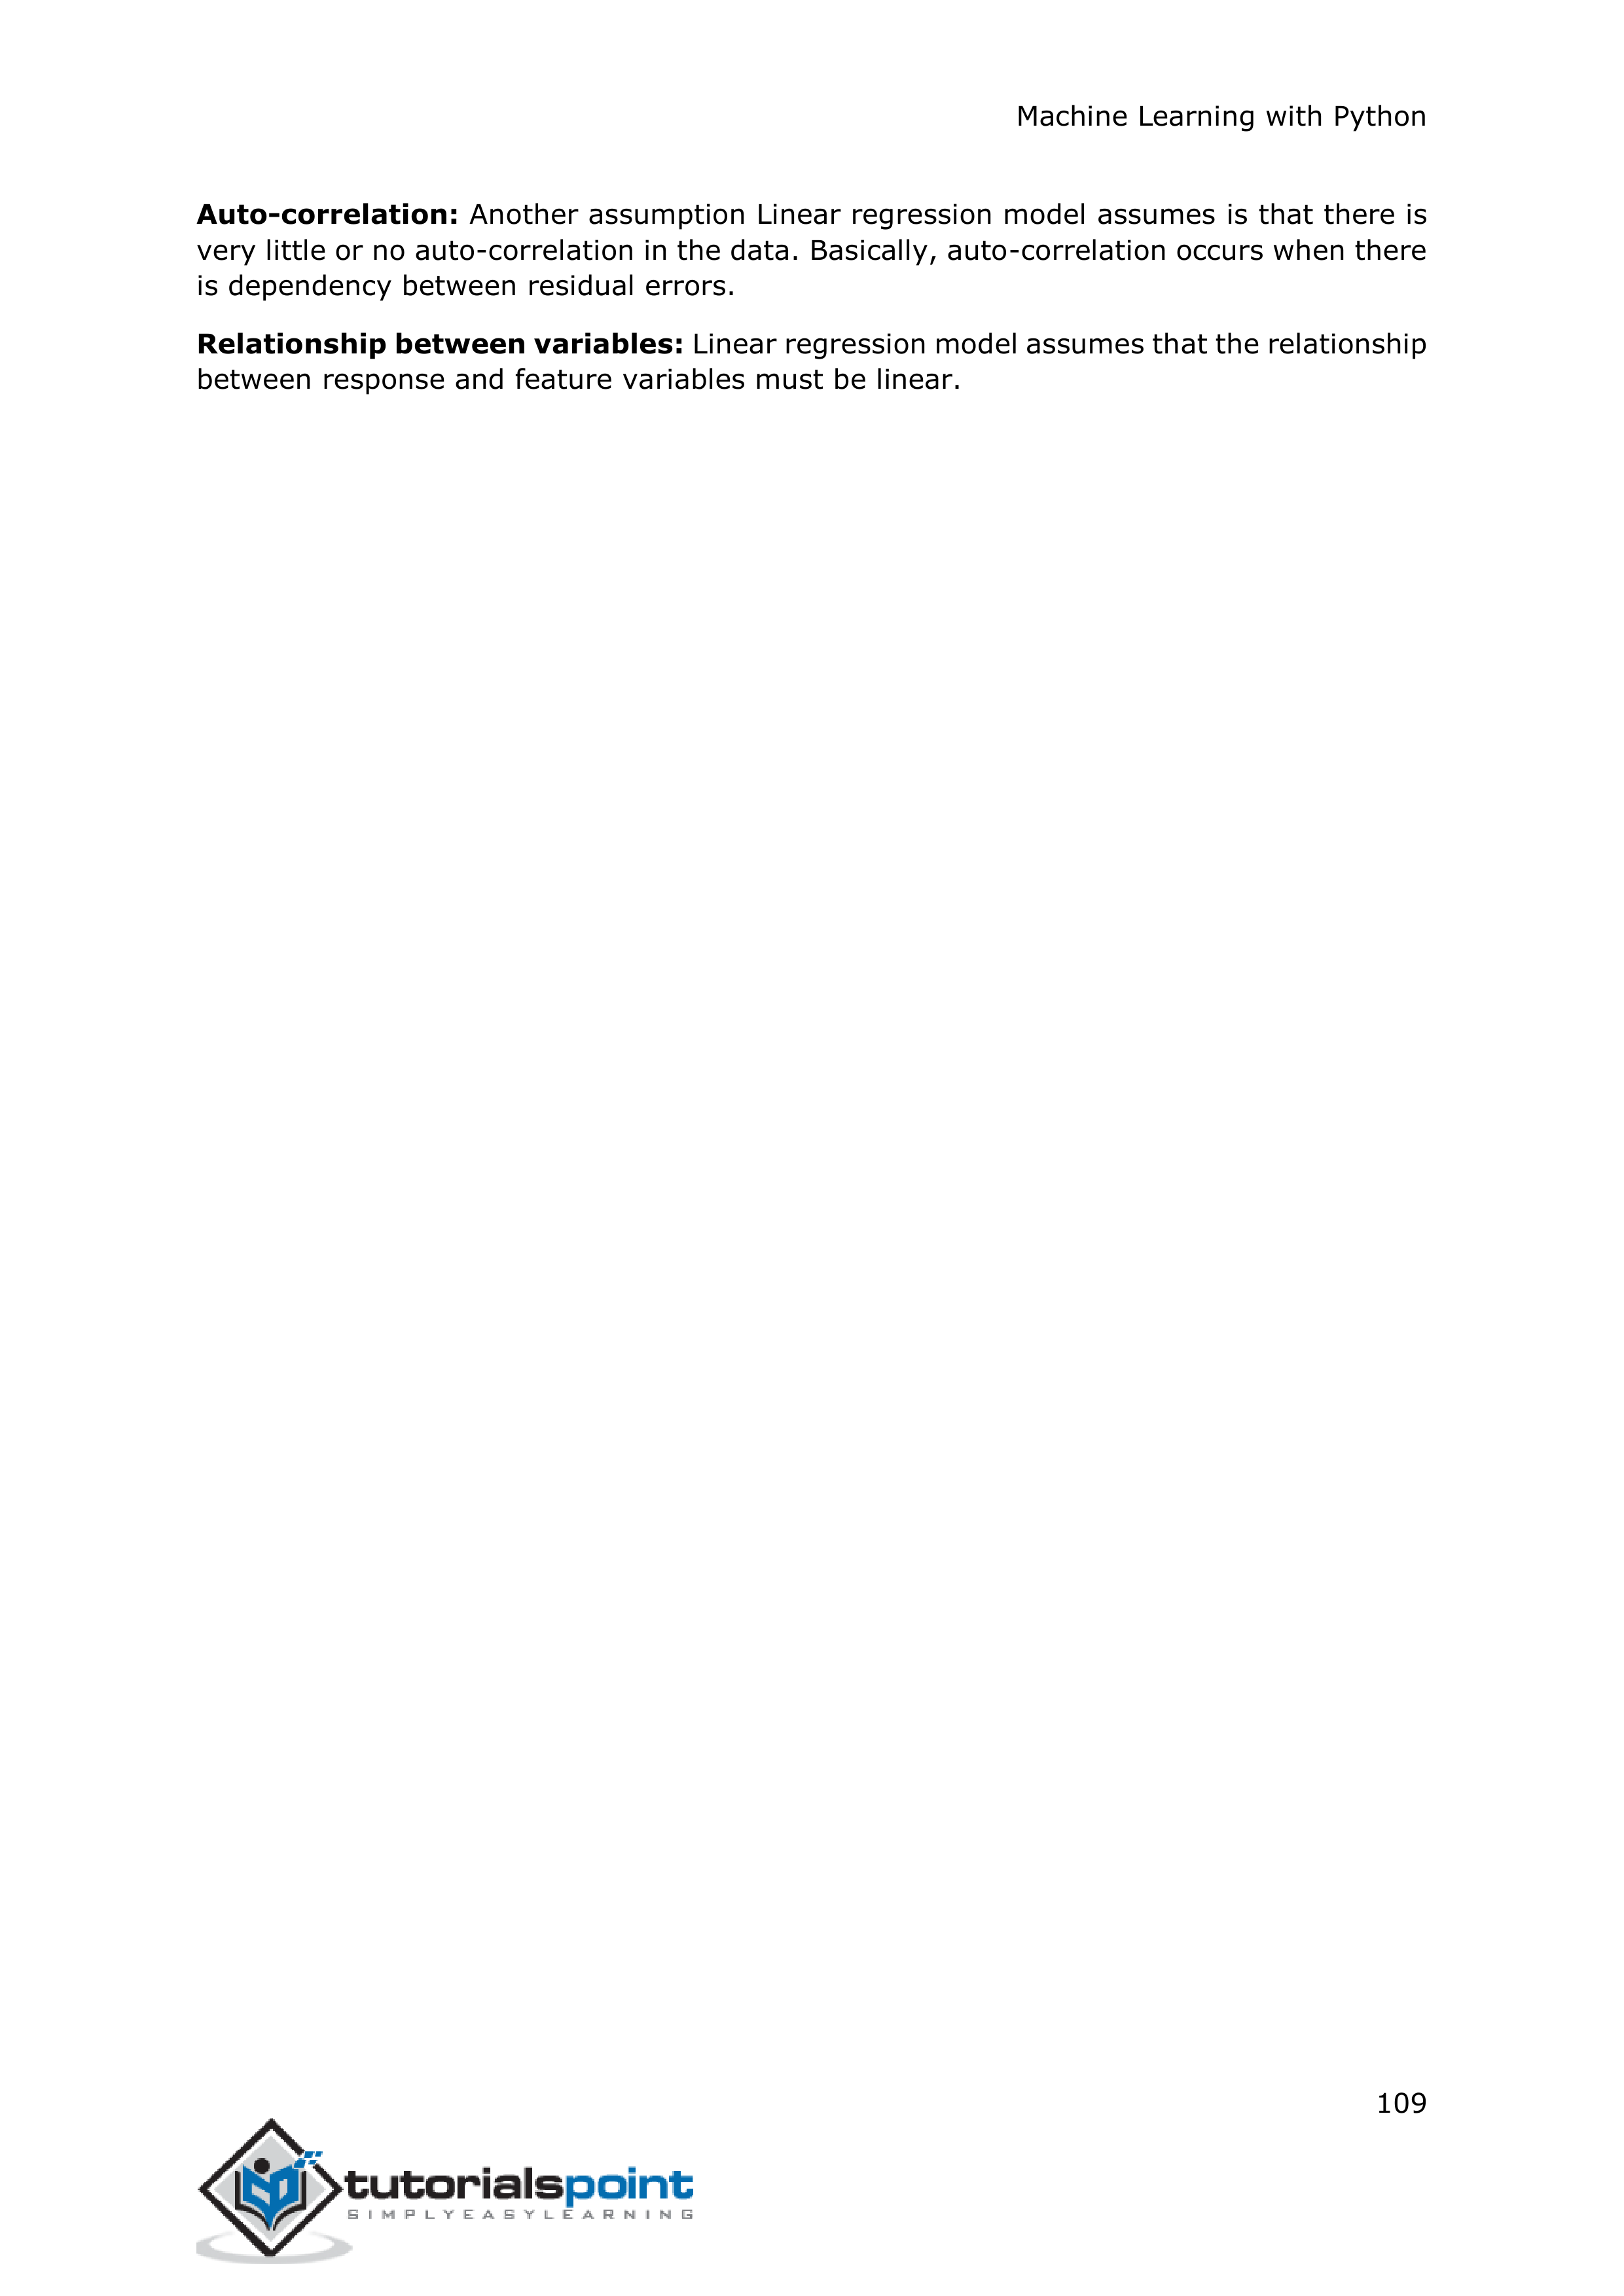 Machine Learning with Python
Auto-correlation: Another assumption Linear regression model assumes is that there is
very little or no auto-correlation in the data. Basically, auto-correlation occurs when there
is dependency between residual errors.
Relationship between variables: Linear regression model assumes that the relationship
between response and feature variables must be linear.
109
tutorialspoint
SIMPLYEASYLEARNING